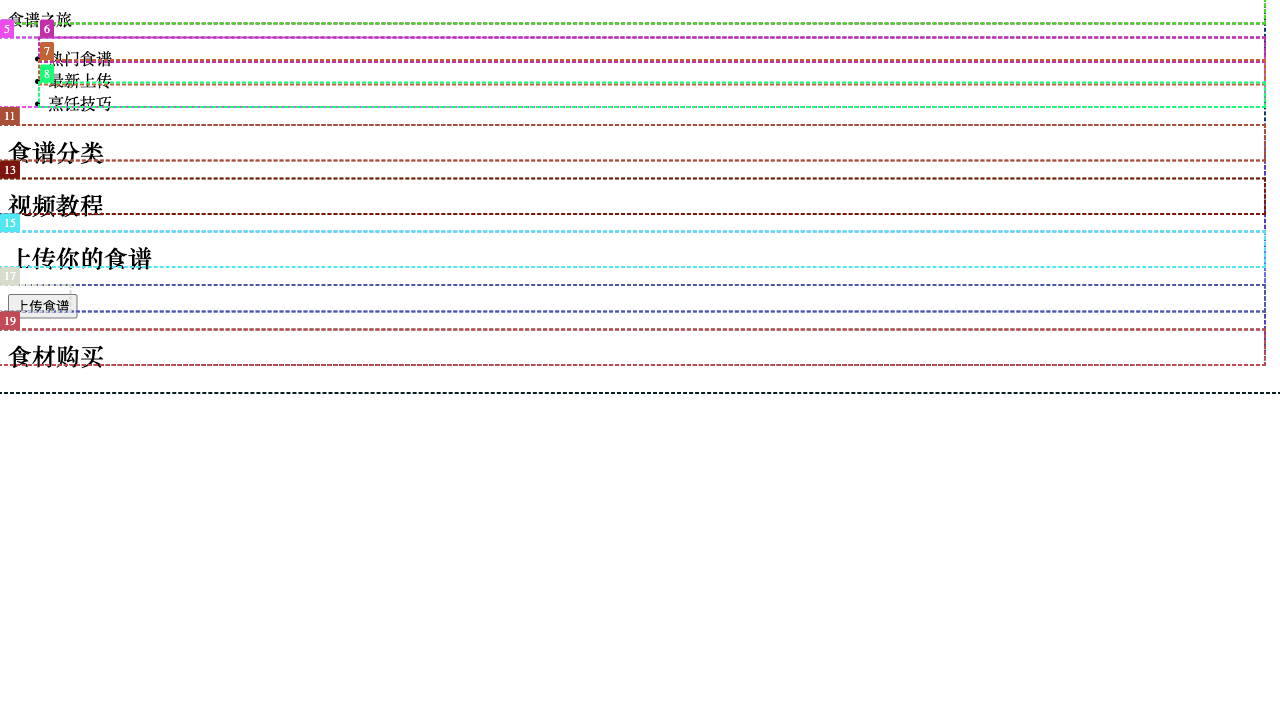 食谱之旅
5
6
7
热门食谱
8
最新上传
烹饪技巧
11
食谱分类
13
视频教程
15
上传你的食谱
17
上传食谱
19
食材购买